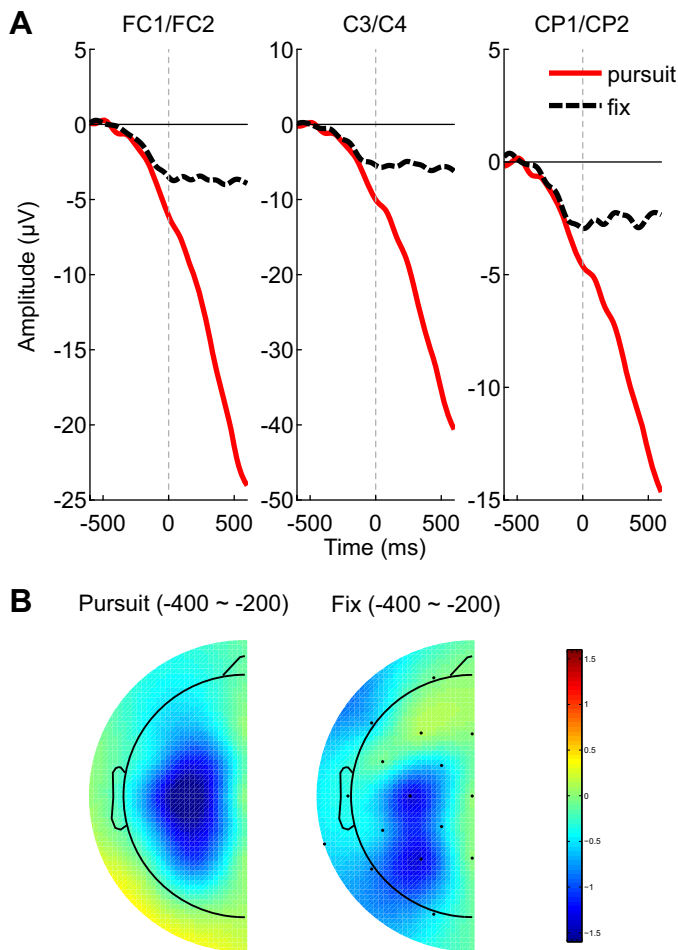 A
FC1/FC2
C3/C4
CP1/CP2
pursuit
fix
Amplitude (µV)
5
0
-5
-10
-15
-20
-25
10
0
-10
-20
-30
-40
-50
5
0
-5
-10
-15
-500 0 500
-500 0 500
-500 0 500
Time (ms)
B
Pursuit (-400 ~ -200)
Fix (-400 ~ -200)
1.5
1
0.5
0
-0.5
-1
-1.5